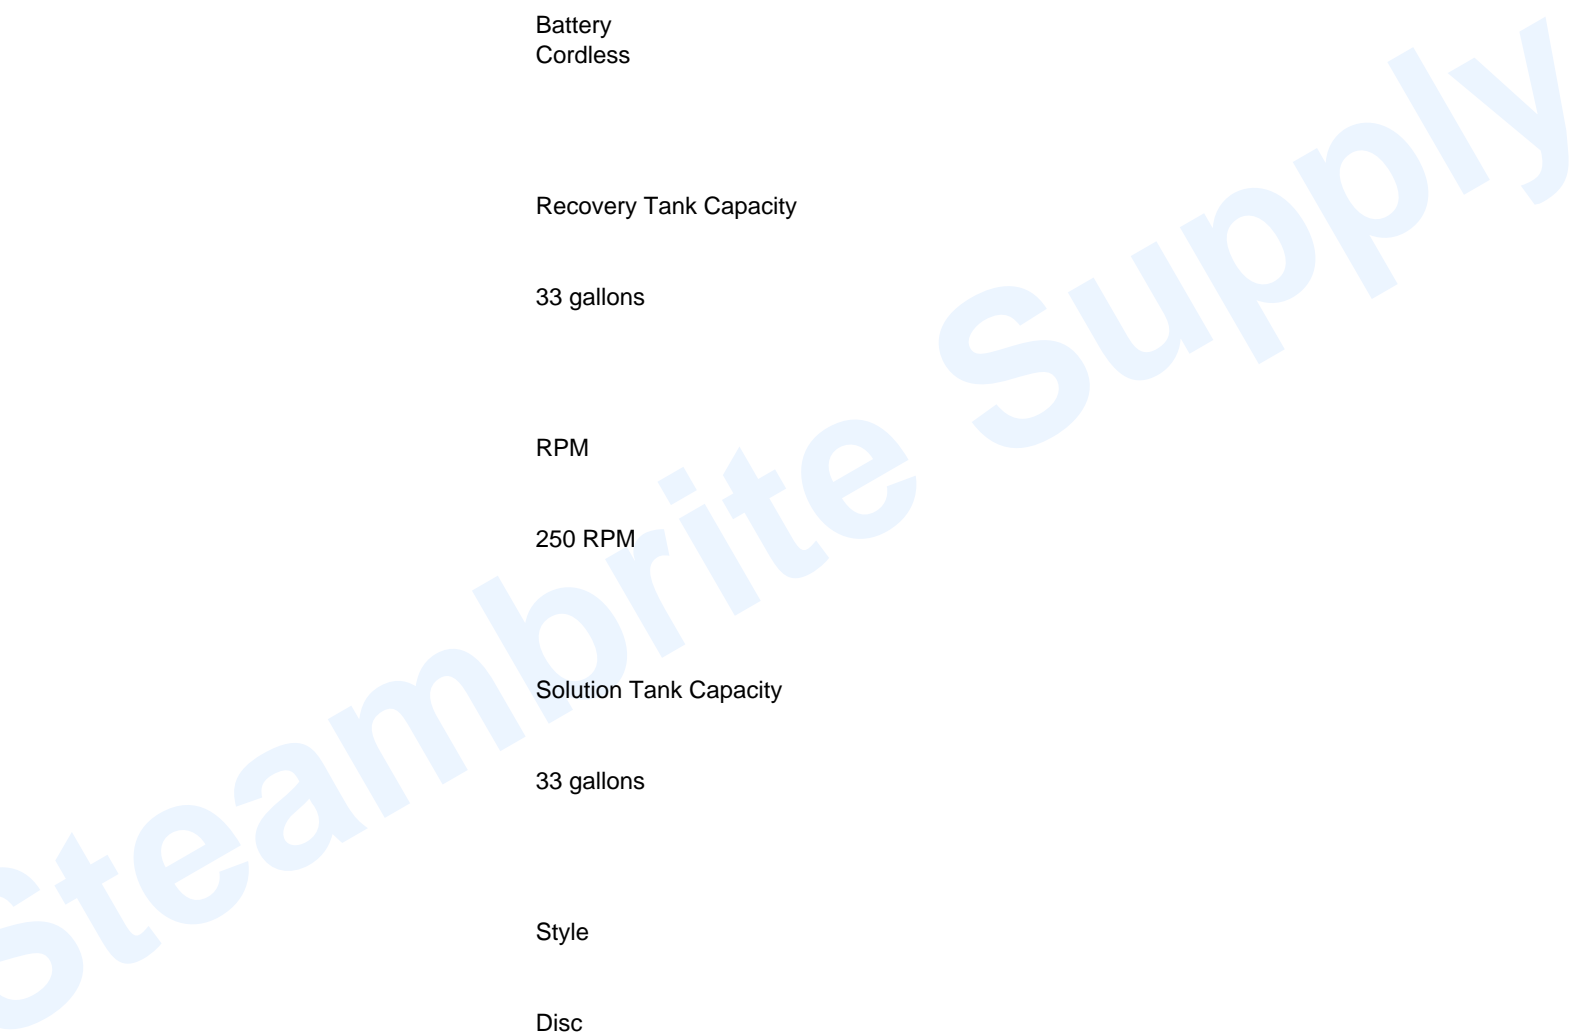 Battery
Cordless
Recovery Tank Capacity
33 gallons
RPM
250 RPM
Solution Tank Capacity
33 gallons
Style
Disc
Steambrite Supply